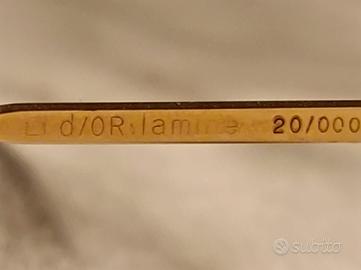 d/OR laminé 20/000
subito